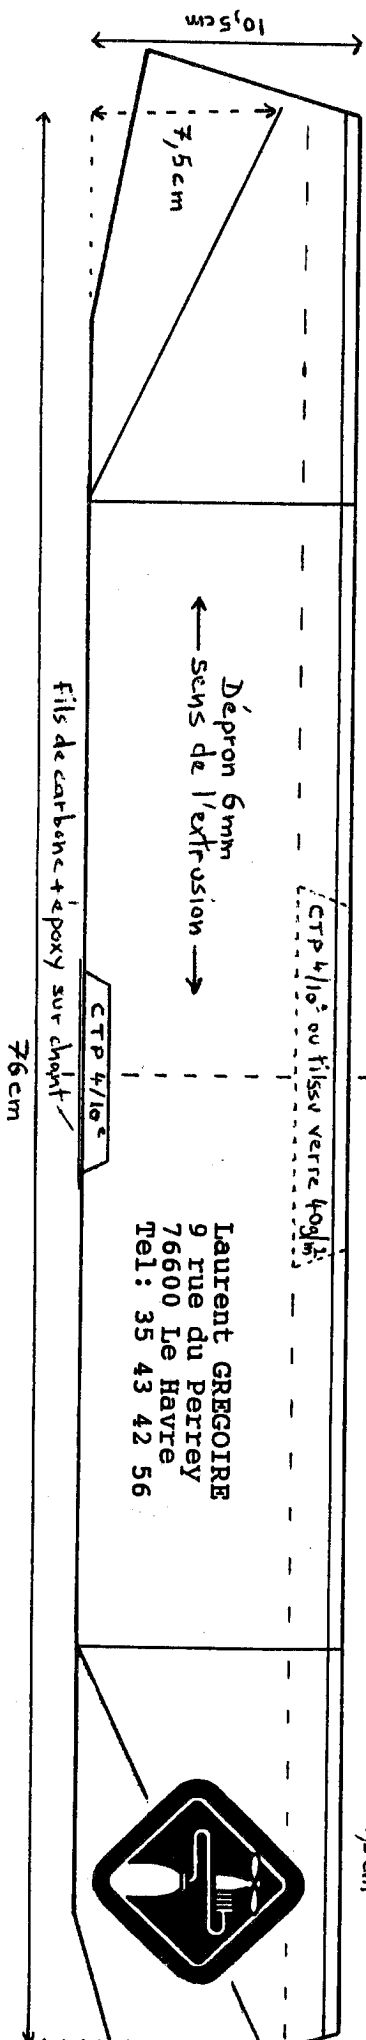 10,5cm
7,5cm
Dépron 6mm
sens de l'extrusion
CTP 4/10e ou tilssu verre 40g/m2
CTP 4/10e
fils de carbone + epoxy sur chant
76cm
Laurent GREGOIRE
9 rue du Perrey
76600 Le Havre
Tel: 35 43 42 56